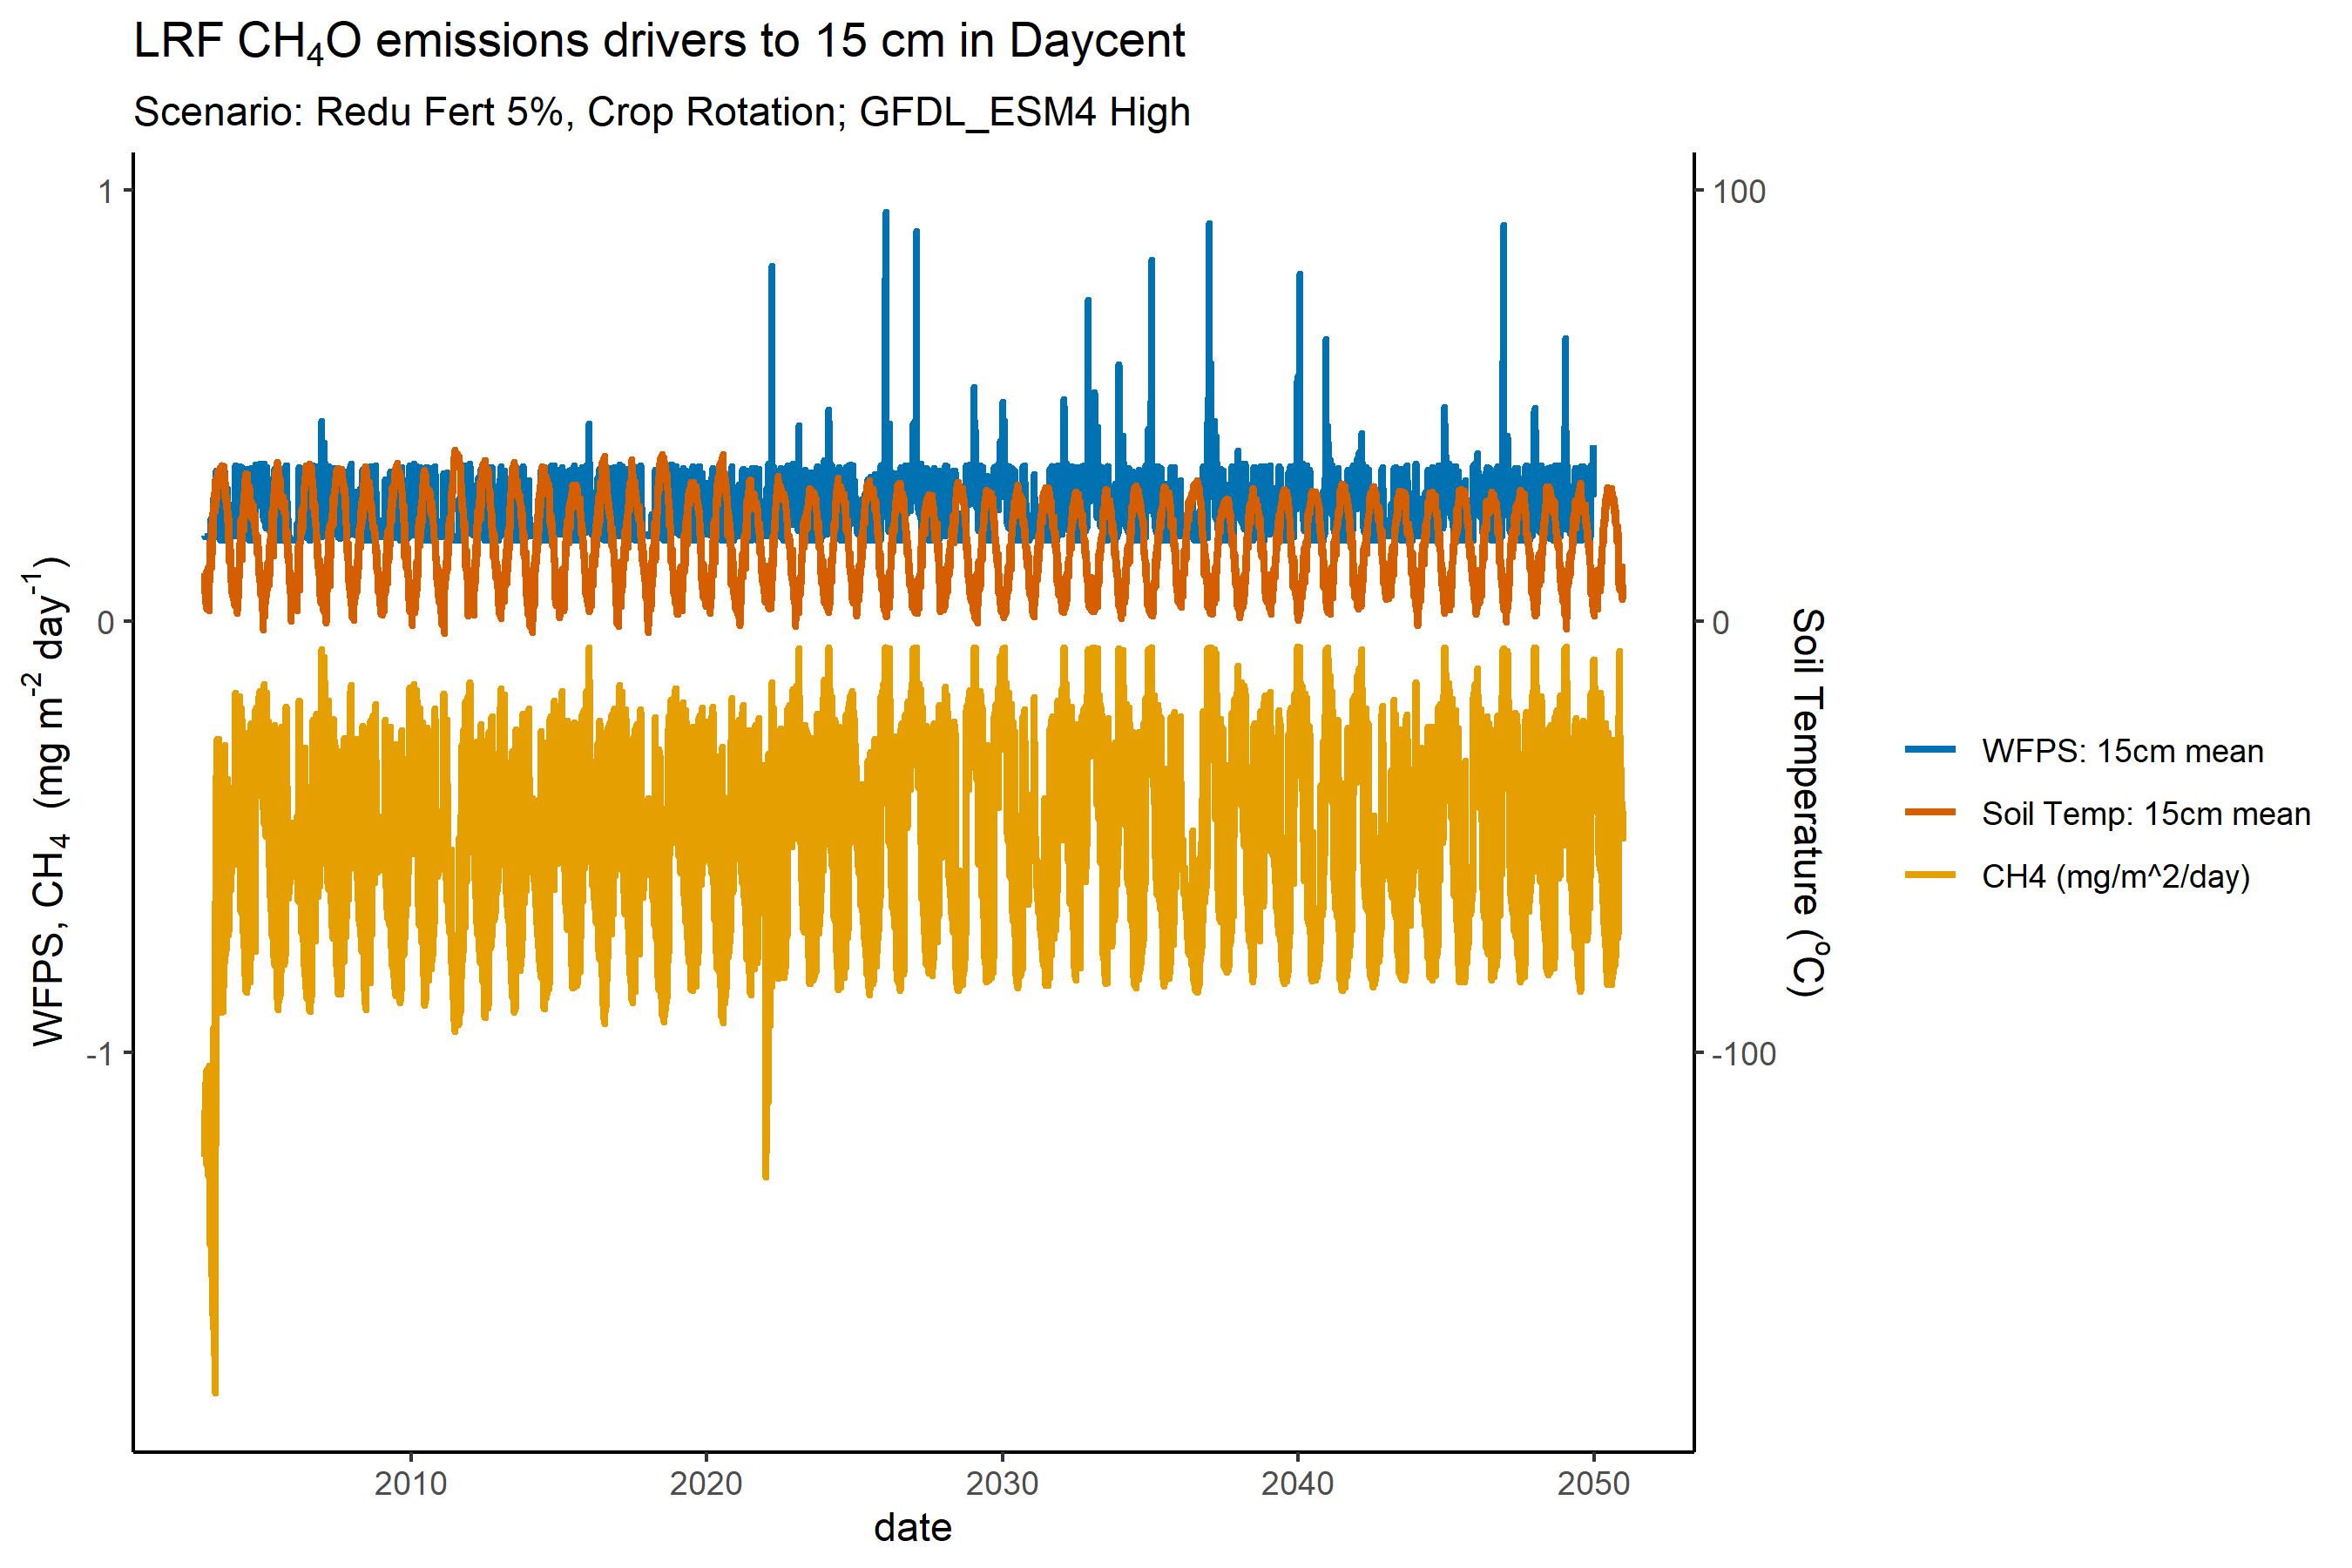 LRF CH₄O emissions drivers to 15 cm in Daycent
Scenario: Redu Fert 5%, Crop Rotation; GFDL_ESM4 High
WFPS, CH₄ (mg m⁻² day⁻¹)
1
0
-1
100
0
-100
Soil Temperature (⁰C)
2010
2020
2030
2040
2050
date
WFPS: 15cm mean
Soil Temp: 15cm mean
CH4 (mg/m^2/day)